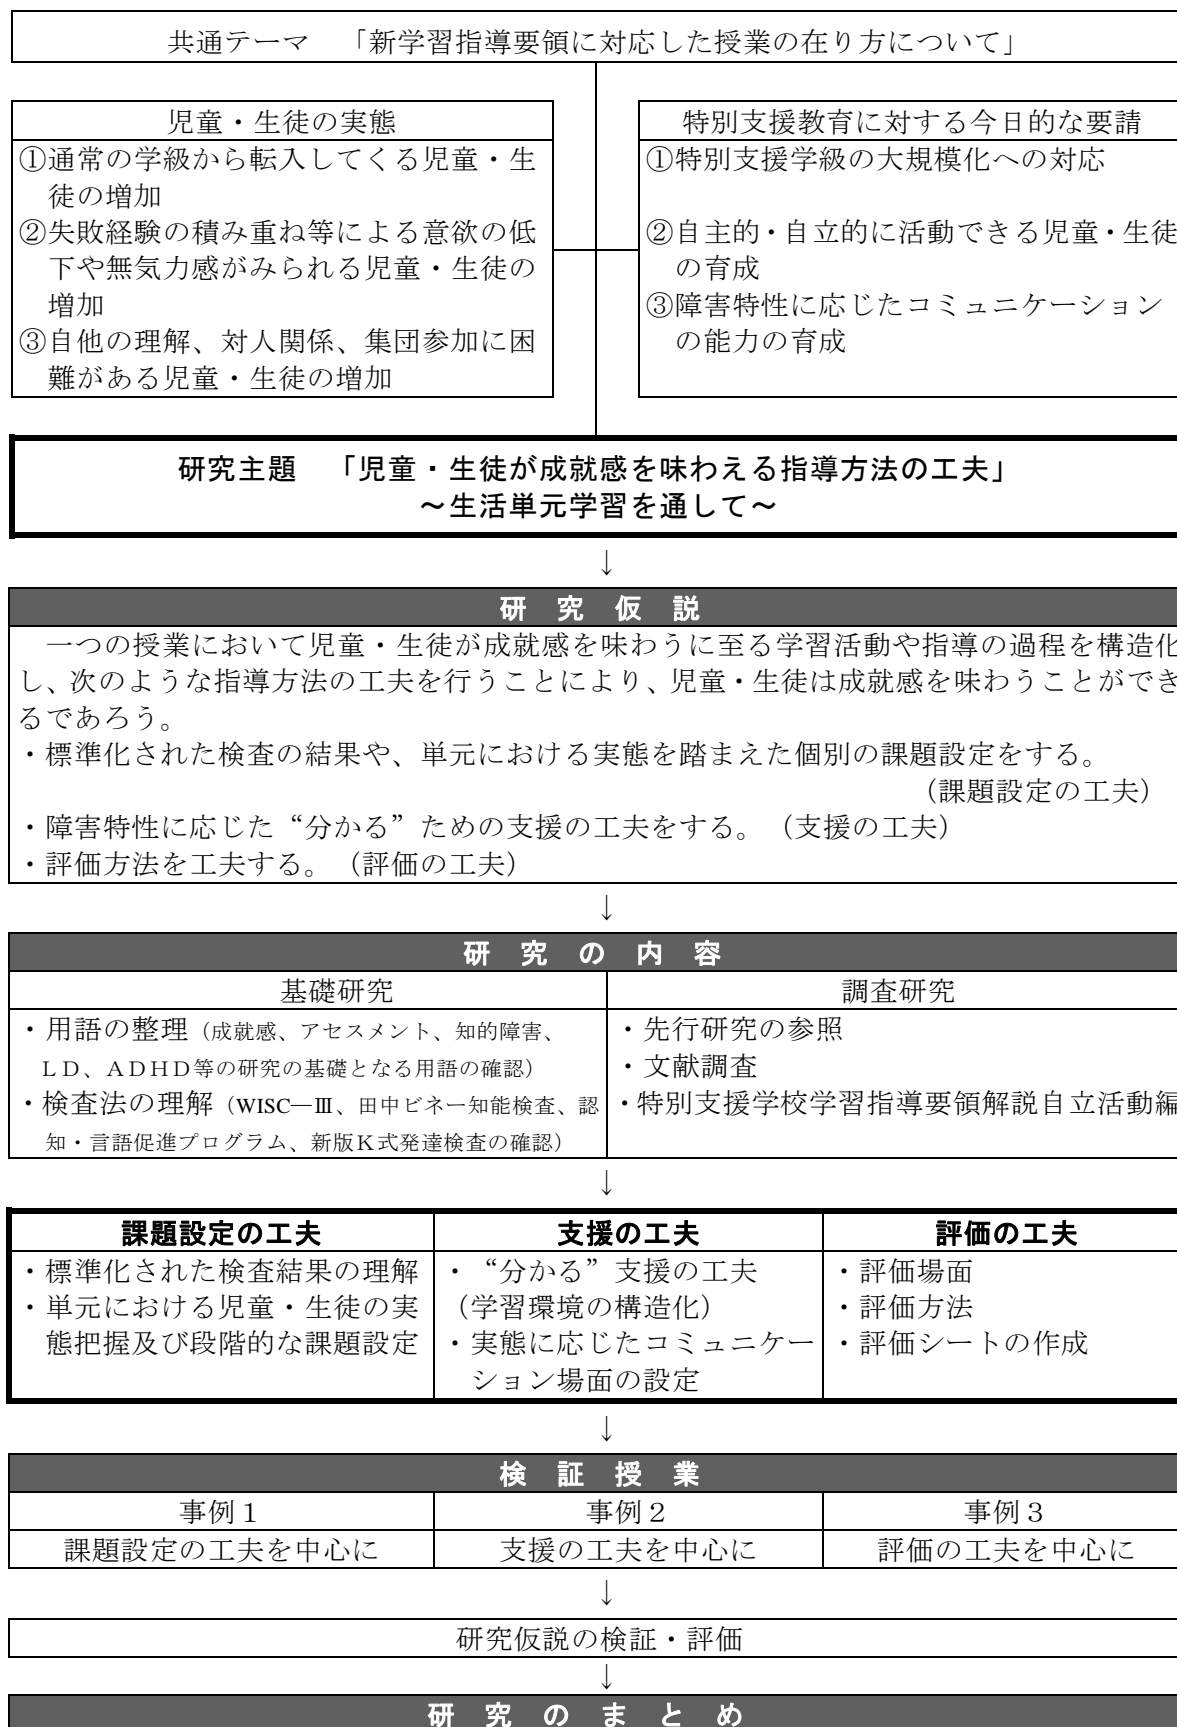 共通テーマ　「新学習指導要領に対応した授業の在り方について」
児童・生徒の実態
①通常の学級から転入してくる児童・生
徒の増加
②失敗経験の積み重ね等による意欲の低
下や無気力感がみられる児童・生徒の
増加
③自他の理解、対人関係、集団参加に困
難がある児童・生徒の増加
特別支援教育に対する今日的な要請
①特別支援学級の大規模化への対応
②自主的・自立的に活動できる児童・生徒
の育成
③障害特性に応じたコミュニケーション
の能力の育成
研究主題　「児童・生徒が成就感を味わえる指導方法の工夫」
～生活単元学習を通して～
↓
研　究　仮　説
一つの授業において児童・生徒が成就感を味わうに至る学習活動や指導の過程を構造化
し、次のような指導方法の工夫を行うことにより、児童・生徒は成就感を味わうことができ
るであろう。
・標準化された検査の結果や、単元における実態を踏まえた個別の課題設定をする。
（課題設定の工夫）
・障害特性に応じた“分かる”ための支援の工夫をする。（支援の工夫）
・評価方法を工夫する。（評価の工夫）
↓
研　究　の　内　容
基礎研究
・用語の整理（成就感、アセスメント、知的障害、
ＬＤ、ＡＤＨＤ等の研究の基礎となる用語の確認）
・検査法の理解（WISC―Ⅲ、田中ビネー知能検査、認
知・言語促進プログラム、新版Ｋ式発達検査の確認）
調査研究
・先行研究の参照
・文献調査
・特別支援学校学習指導要領解説自立活動編
↓
課題設定の工夫
・標準化された検査結果の理解
・単元における児童・生徒の実
態把握及び段階的な課題設定
支援の工夫
・“分かる”支援の工夫
（学習環境の構造化）
・実態に応じたコミュニケー
ション場面の設定
評価の工夫
・評価場面
・評価方法
・評価シートの作成
↓
検　証　授　業
事例１
課題設定の工夫を中心に
事例２
支援の工夫を中心に
事例３
評価の工夫を中心に
↓
研究仮説の検証・評価
↓
研　究　の　ま　と　め